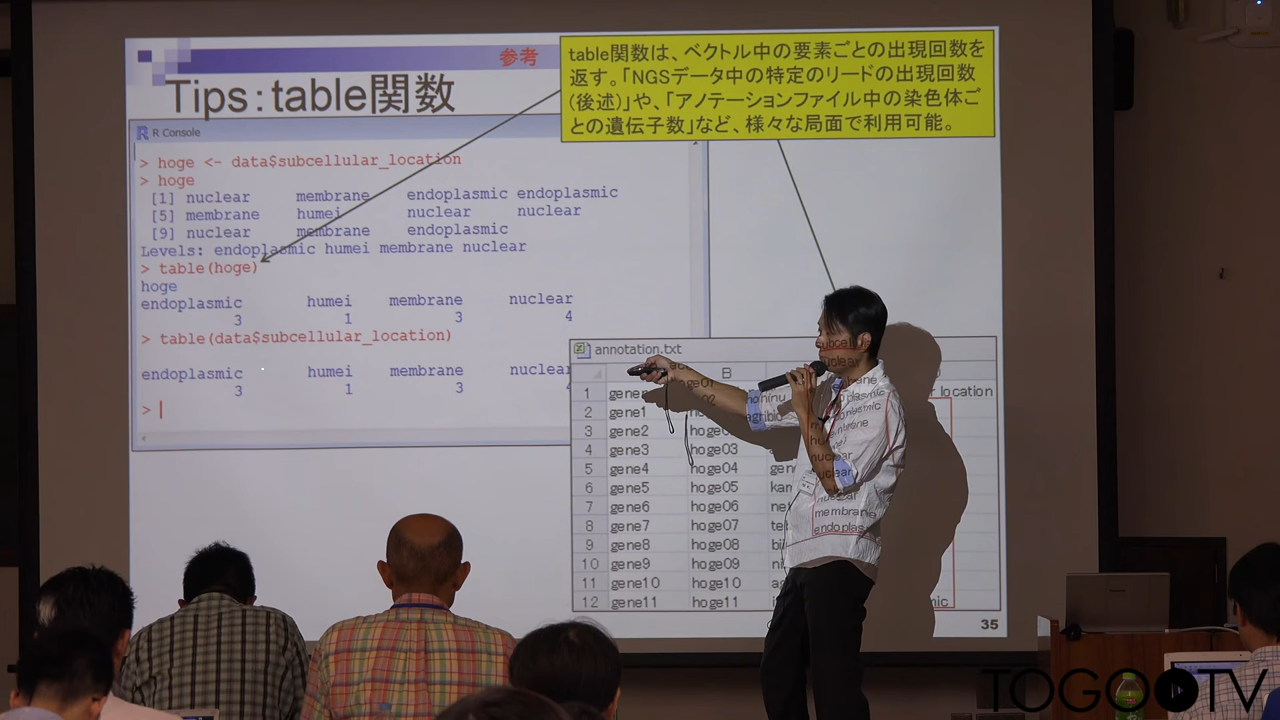 参考
Tips：table関数
table関数は、ベクトル中の要素ごとの出現回数を
返す。「NGSデータ中の特定のリードの出現回数
(後述)」や、「アノテーションファイル中の染色体ご
との遺伝子数」など、様々な局面で利用可能。
R Console
> hoge <- data$subcellular_location
> hoge
[1] nuclear membrane endoplasmic endoplasmic
[5] membrane humei nuclear nuclear
[9] nuclear membrane endoplasmic
Levels: endoplasmic humei membrane nuclear
> table(hoge)
hoge
endoplasmic humei membrane nuclear
3 1 3 4
> table(data$subcellular_location)
endoplasmic humei membrane nuclear
3 1 3
>
annotation.txt
B
1 location
2 gene1
3 gene2
4 gene3 hoge03
5 gene4 hoge04
6 gene5 hoge05
7 gene6 hoge06
8 gene7 hoge07
9 gene8 hoge08
10 gene9 hoge09
11 gene10 hoge10
12 gene11 hoge11
nuclear
membrane
35
TOGO TV